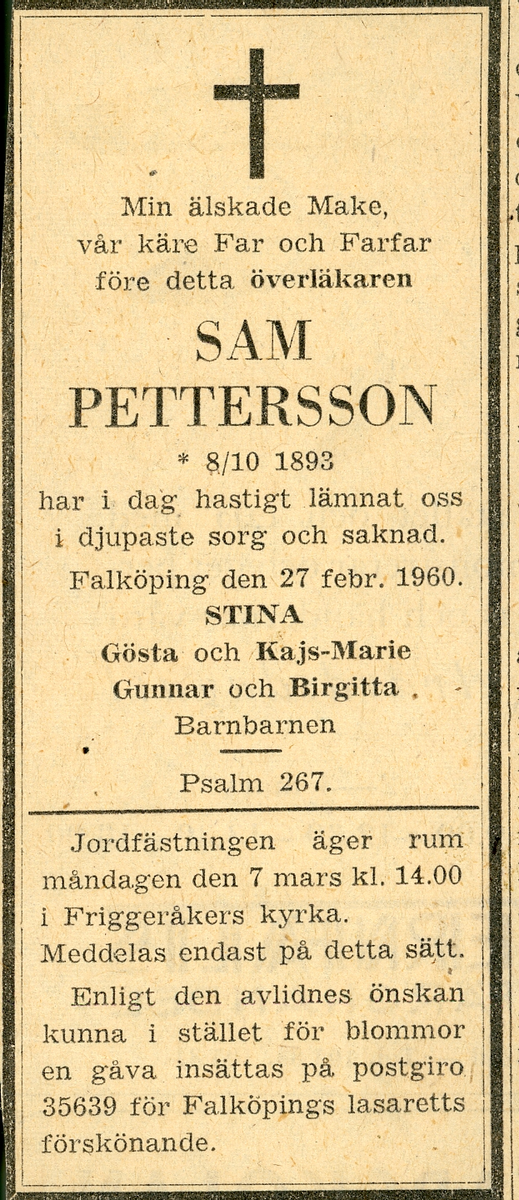 Min älskade Make,
vår käre Far och Farfar
före detta överläkaren
SAM
PETTERSSON
* 8/10 1893
har i dag hastigt lämnat oss
i djupaste sorg och saknad.
Falköping den 27 febr. 1960.
STINA
Gösta och Kajs-Marie
Gunnar och Birgitta
Barnbarnen
Psalm 267.
Jordfästningen äger rum
måndagen den 7 mars kl. 14.00
i Friggeråkers kyrka.
Meddelas endast på detta sätt.
Enligt den avlidnes önskan
kunna i stället för blommor
en gåva insättas på postgiro
35639 för Falköpings lasaretts
förskönande.